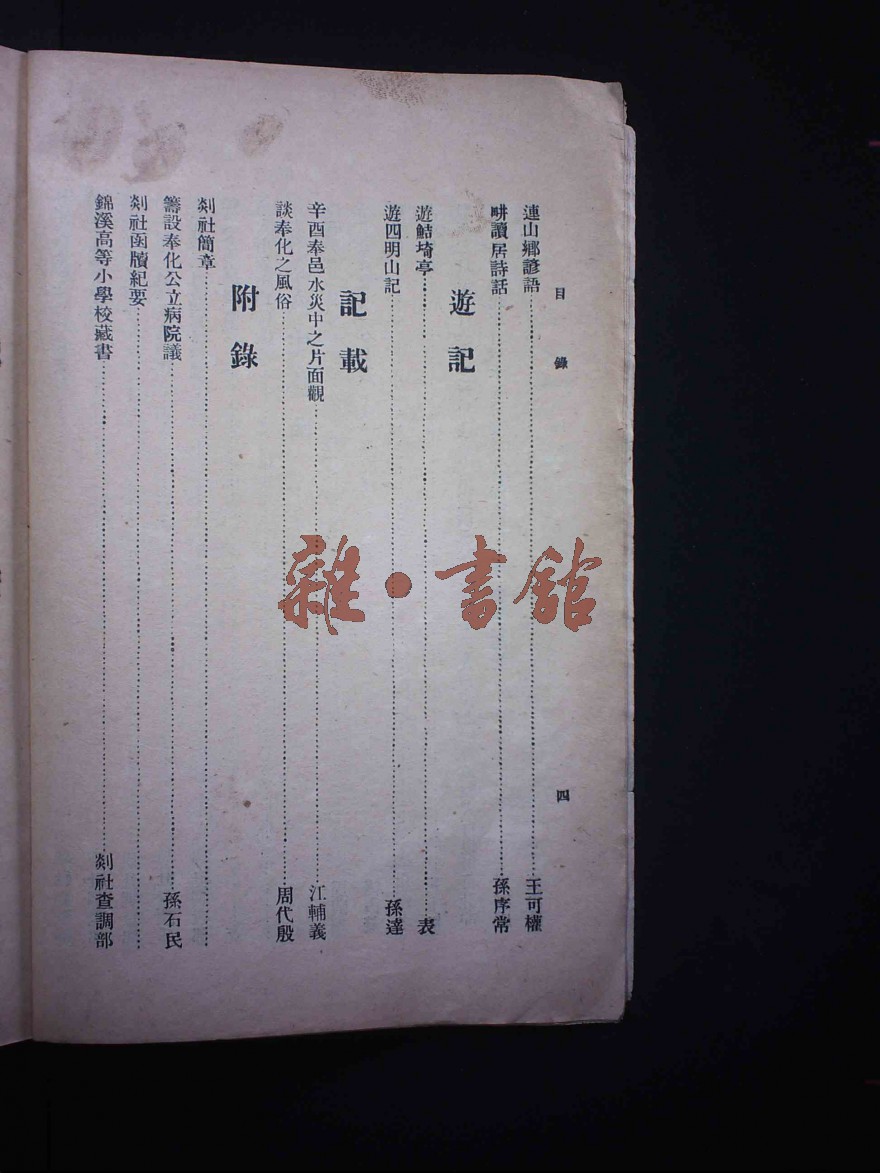 目錄 四
連山鄉諺語 王可權
畊讀居詩話 孫序常
遊記
遊鮚埼亭 表
遊四明山記 孫達
記載
辛酉奉邑水災中之片面觀 江輔義
談奉化之風俗 周代殷
附錄
剡社簡章
籌設奉化公立病院議 孫石民
剡社函牘紀要
錦溪高等小學校藏書 剡社查調部
雜·書館